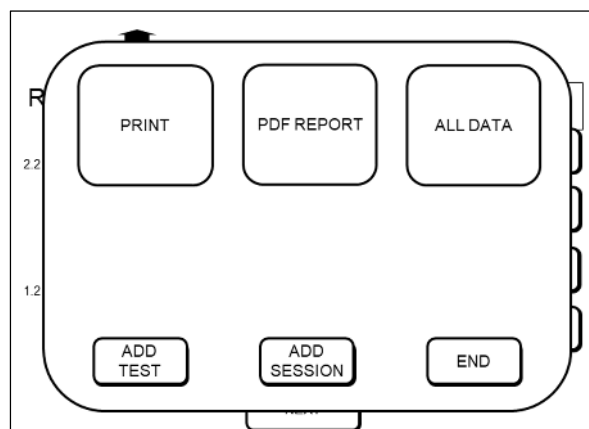 R
PRINT
PDF REPORT
ALL DATA
2.2
1.2
ADD
TEST
ADD
SESSION
END